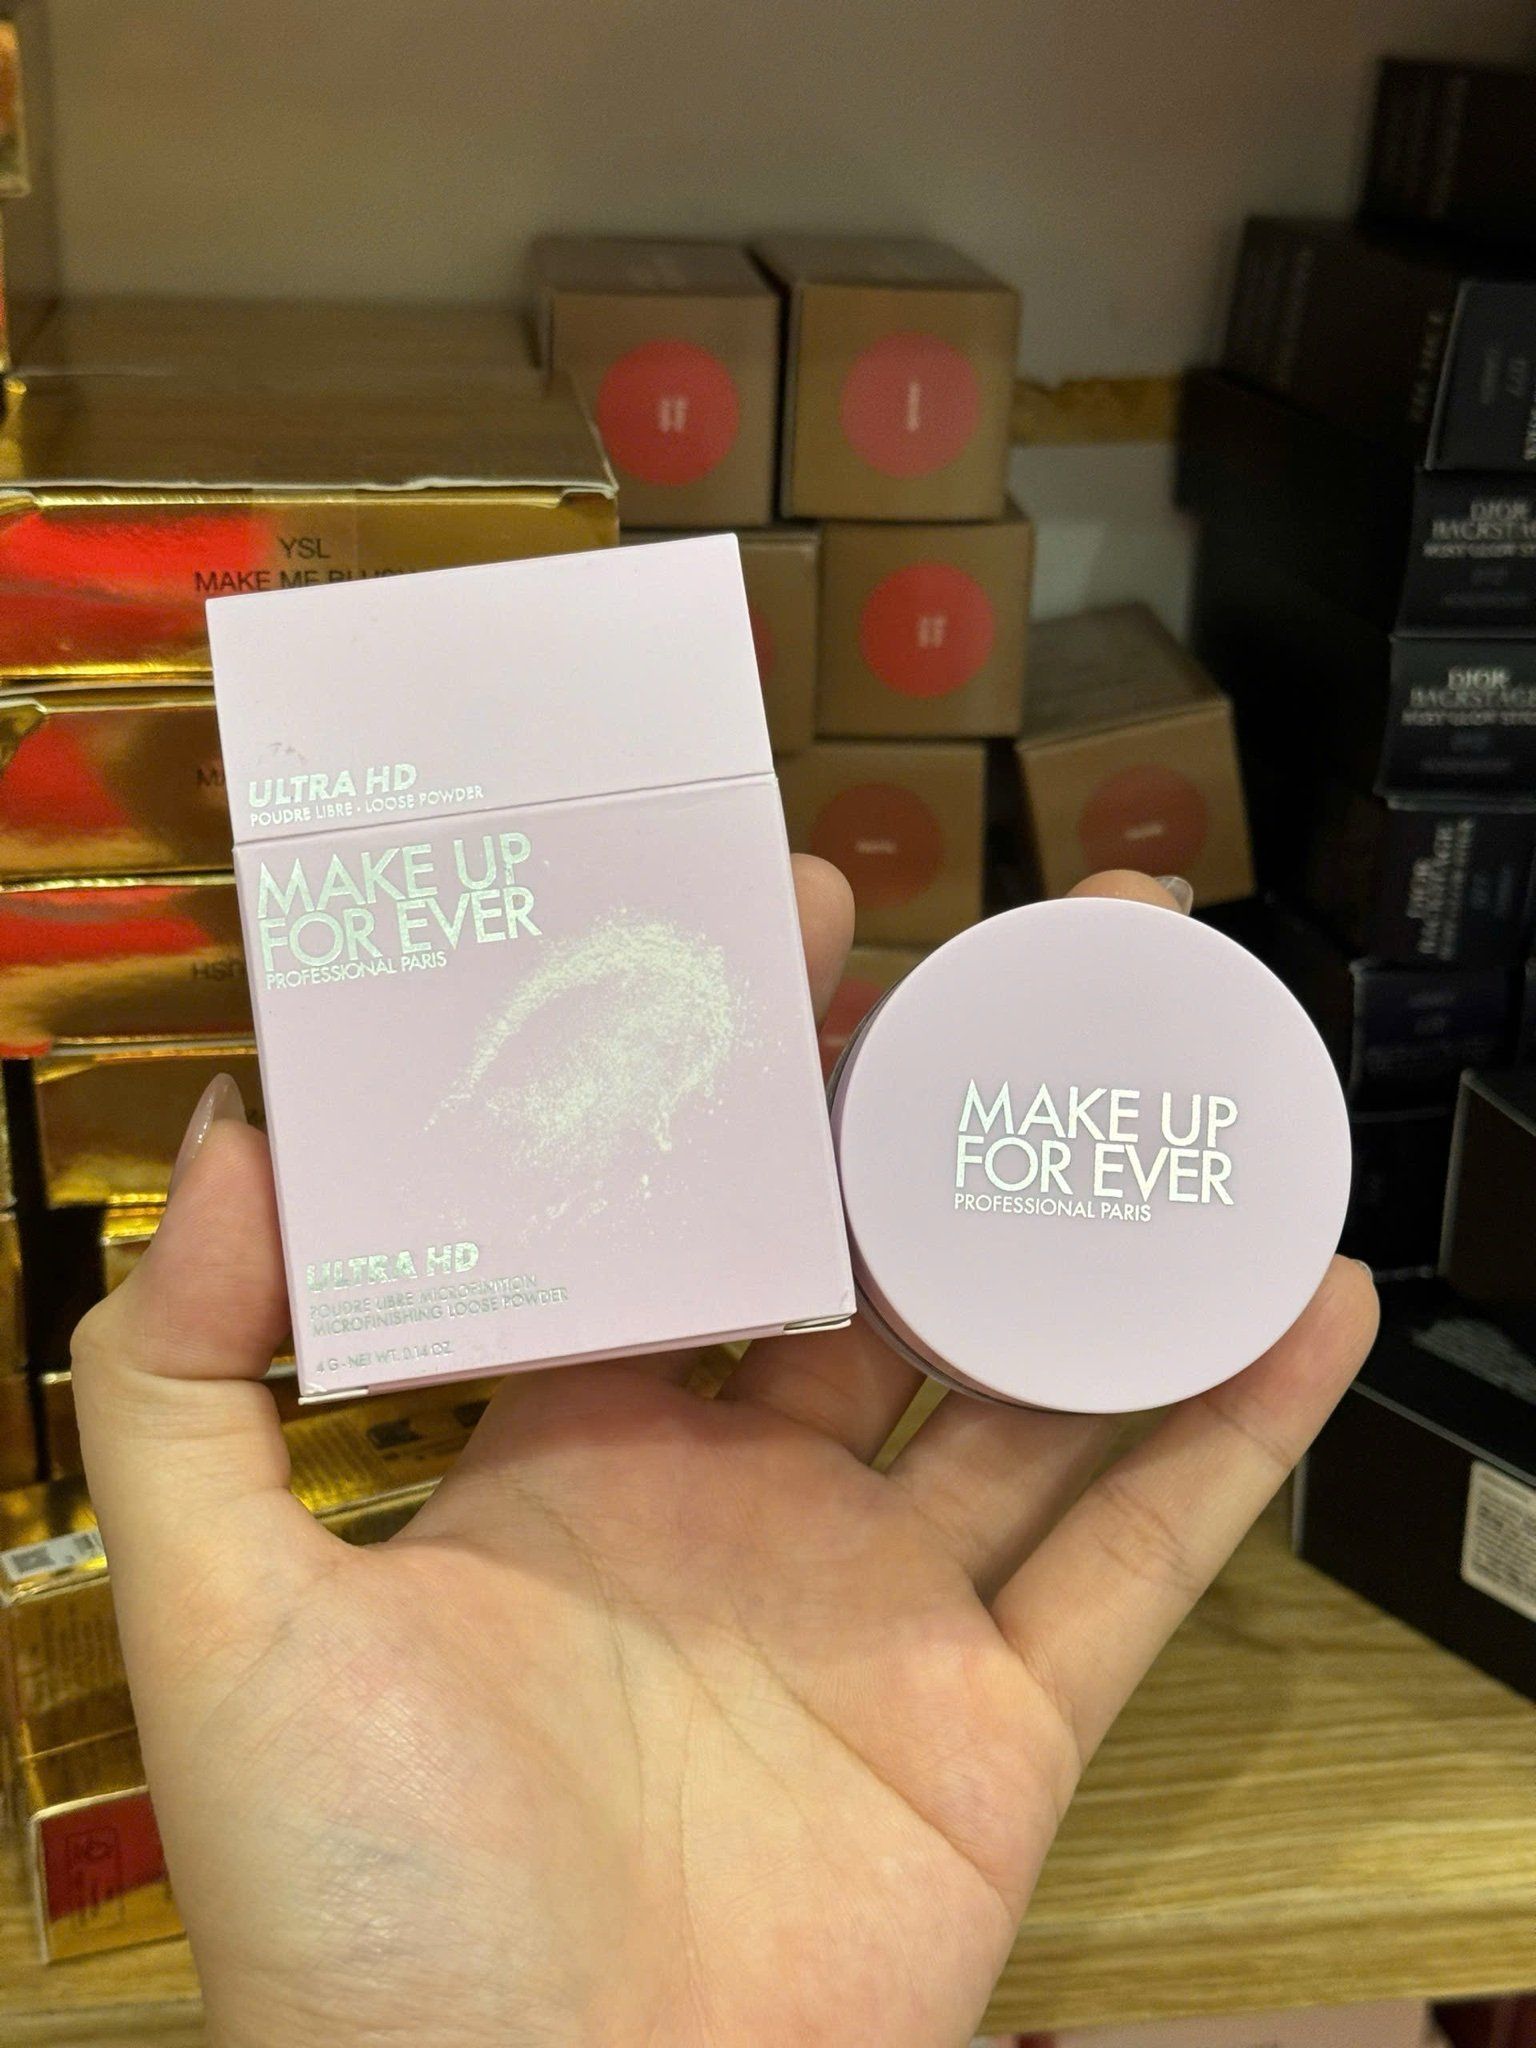 YSL
MAKE ME BLUSH
ULTRA HD
POUDRE LIBRE · LOOSE POWDER
MAKE UP
FOR EVER
PROFESSIONAL PARIS
ULTRA HD
POUDRE LIBRE MICROFINITION
MICROFINISHING LOOSE POWDER
4 G - NET WT. 0.14 OZ.
MAKE UP
FOR EVER
PROFESSIONAL PARIS
DIOR
BACKSTAGE
DIOR
BACKSTAGE
DIOR
BACKSTAGE